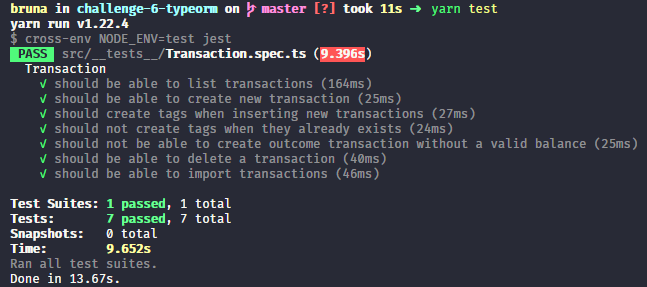 bruna in challenge-6-typeorm on master [?] took 11s ➜ yarn test
yarn run v1.22.4
$ cross-env NODE_ENV=test jest
PASS src/__tests__/Transaction.spec.ts (9.396s)
Transaction
✓ should be able to list transactions (164ms)
✓ should be able to create new transaction (25ms)
✓ should create tags when inserting new transactions (27ms)
✓ should not create tags when they already exists (24ms)
✓ should not be able to create outcome transaction without a valid balance (25ms)
✓ should be able to delete a transaction (40ms)
✓ should be able to import transactions (46ms)
Test Suites: 1 passed, 1 total
Tests: 7 passed, 7 total
Snapshots: 0 total
Time: 9.652s
Ran all test suites.
Done in 13.67s.